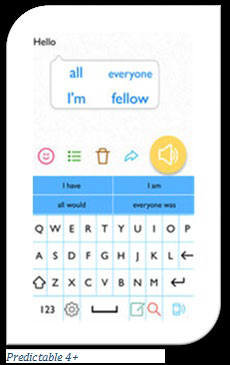 Hello
all everyone
I'm fellow
I have I am
all would everyone was
Q W E R T Y U I O P
A S D F G H J K L
Z X C V B N M
123
Predictable 4+